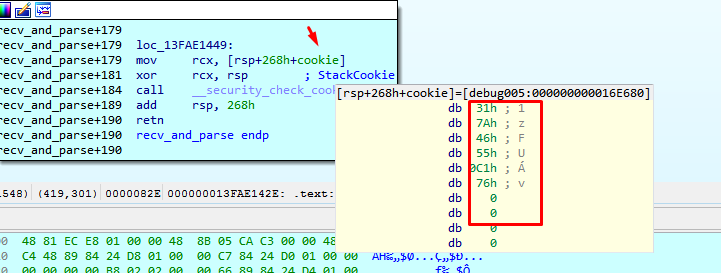 recv_and_parse+179
recv_and_parse+179 loc_13FAE1449:
recv_and_parse+179 mov rcx, [rsp+268h+cookie]
recv_and_parse+181 xor rcx, rsp ; StackCookie
recv_and_parse+184 call __security_check_cook
recv_and_parse+189 add rsp, 268h
recv_and_parse+190 retn
recv_and_parse+190 recv_and_parse endp
recv_and_parse+190
[rsp+268h+cookie]=[debug005:000000000016E680]
db 31h ; 1
db 7Ah ; z
db 46h ; F
db 55h ; U
db 0C1h ; Á
db 76h ; v
db 0
db 0
db 0
548) (419,301) 0000082E 000000013FAE142E: .text:
48 81 EC E8 01 00 00 48 8B 05 CA C3 00 00 48
C4 48 89 84 24 D8 01 00 00 C7 84 24 D0 01 00
00 00 00 00 B8 02 02 00 00 66 89 84 24 D4 01 00